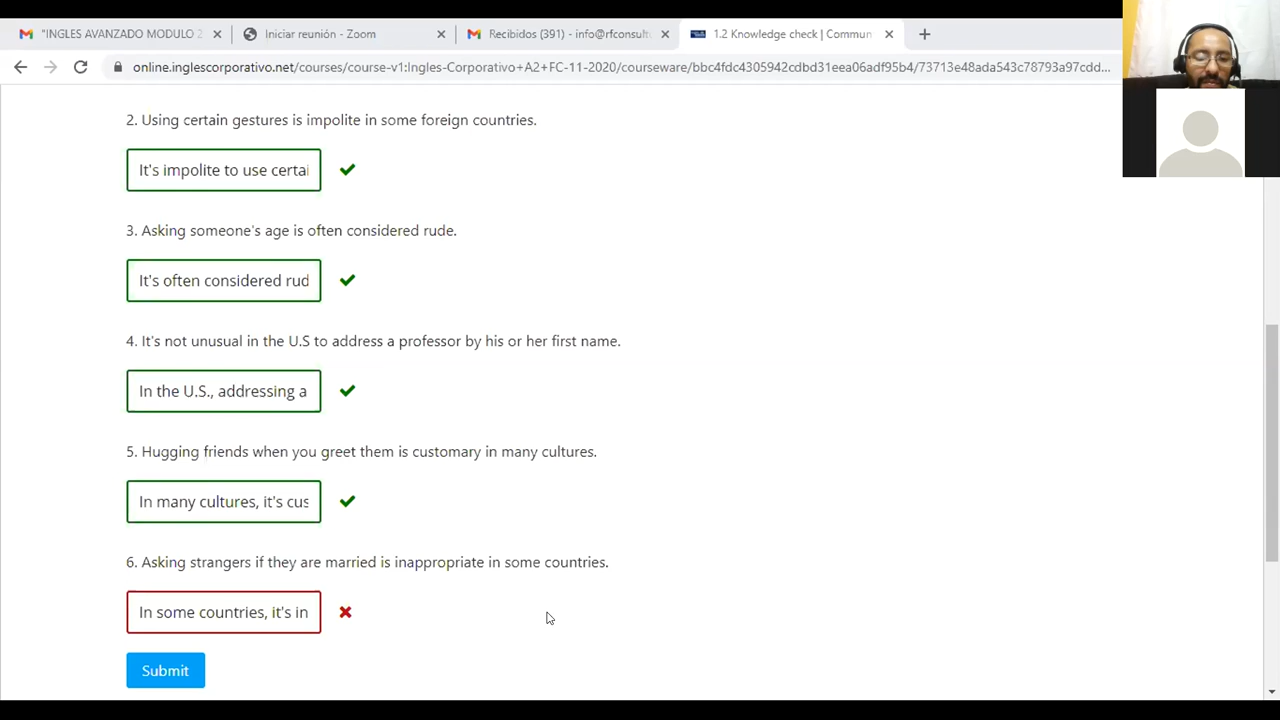 "INGLES AVANZADO MODULO 2
Iniciar reunión - Zoom
Recibidos (391) - info@rfconsult
1.2 Knowledge check | Commun
online.inglescorporativo.net/courses/course-v1:Ingles-Corporativo+A2+FC-11-2020/courseware/bbc4fdc4305942cdbd31eea06adf95b4/73713e48ada543c78793a97cdd...
2. Using certain gestures is impolite in some foreign countries.
It's impolite to use certai
3. Asking someone's age is often considered rude.
It's often considered rud
4. It's not unusual in the U.S to address a professor by his or her first name.
In the U.S., addressing a
5. Hugging friends when you greet them is customary in many cultures.
In many cultures, it's cus
6. Asking strangers if they are married is inappropriate in some countries.
In some countries, it's in
Submit